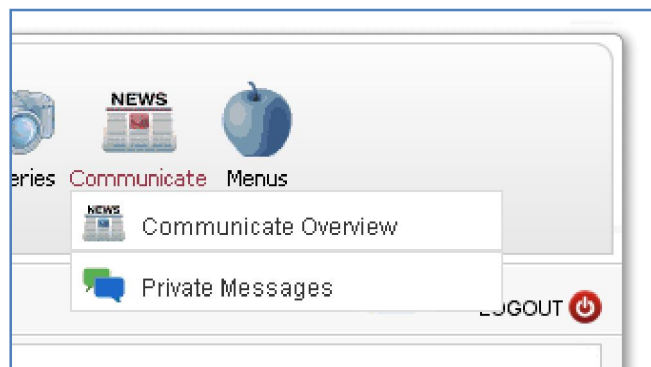 NEWS
eries Communicate Menus
NEWS
Communicate Overview
Private Messages
LOGOUT